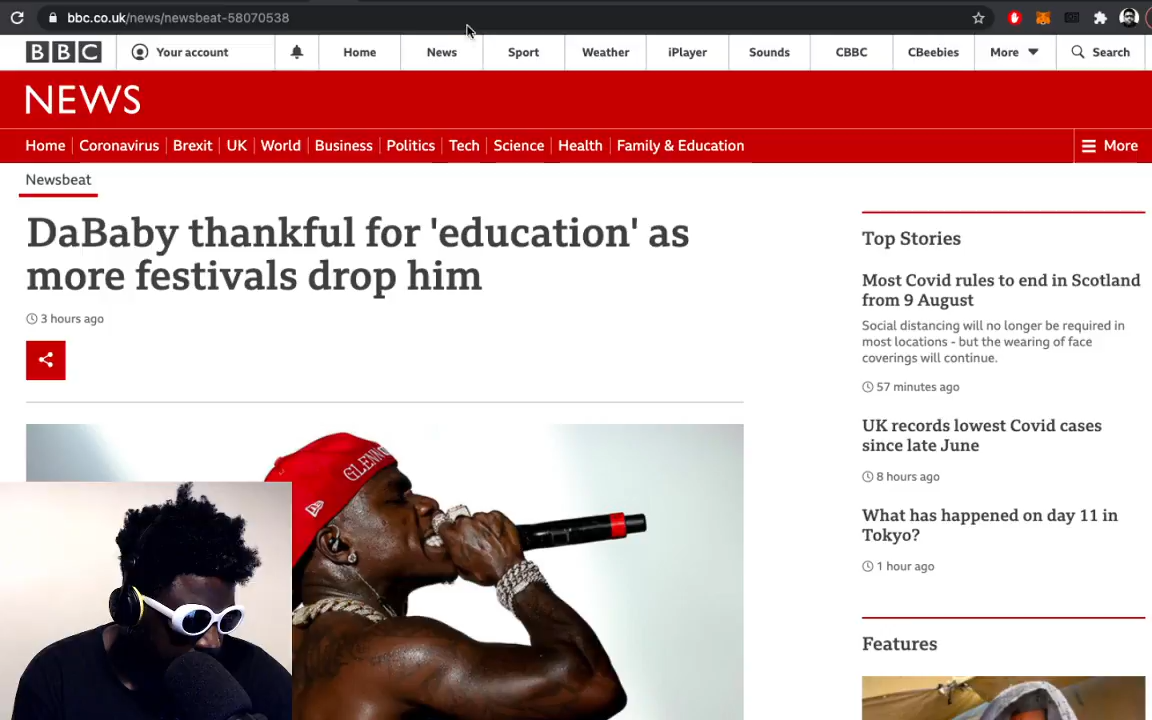 bbc.co.uk/news/newsbeat-58070538
BBC Your account Home News Sport Weather iPlayer Sounds CBBC CBeebies More Search
NEWS
Home Coronavirus Brexit UK World Business Politics Tech Science Health Family & Education More
Newsbeat
DaBaby thankful for 'education' as
more festivals drop him
3 hours ago
GLENN
Top Stories
Most Covid rules to end in Scotland
from 9 August
Social distancing will no longer be required in
most locations - but the wearing of face
coverings will continue.
57 minutes ago
UK records lowest Covid cases
since late June
8 hours ago
What has happened on day 11 in
Tokyo?
1 hour ago
Features